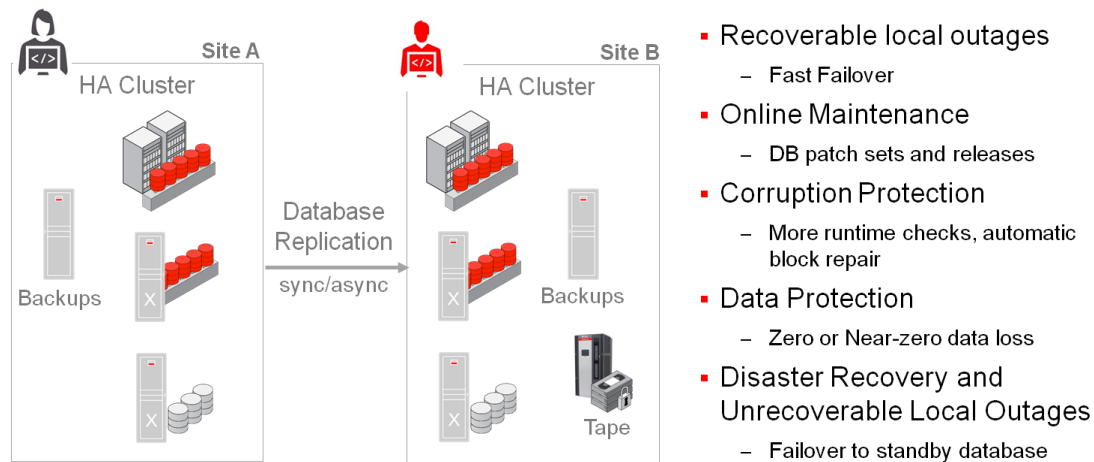 Site A
HA Cluster
</>
X
Backups
X
Database
Replication
sync/async
Site B
HA Cluster
</>
X
Backups
X
Tape
▪ Recoverable local outages
– Fast Failover
▪ Online Maintenance
– DB patch sets and releases
▪ Corruption Protection
– More runtime checks, automatic
block repair
▪ Data Protection
– Zero or Near-zero data loss
▪ Disaster Recovery and
Unrecoverable Local Outages
– Failover to standby database